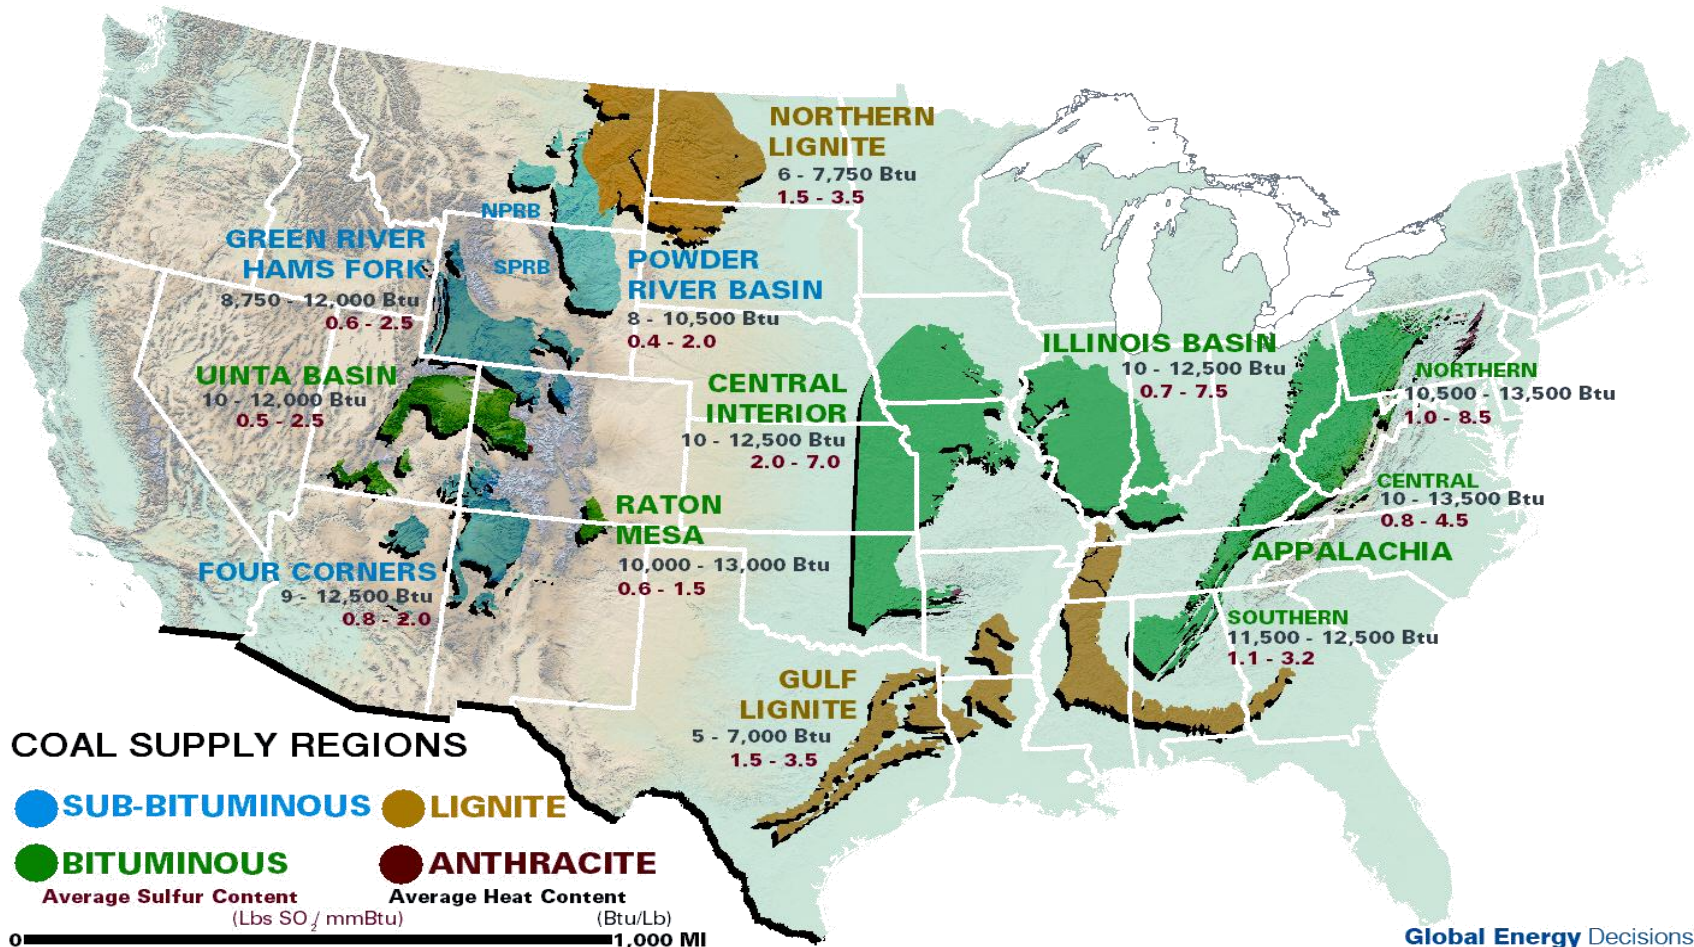 NORTHERN
LIGNITE
6 - 7,750 Btu
1.5 - 3.5
NPRB
GREEN RIVER
HAMS FORK
8,750 - 12,000 Btu
0.6 - 2.5
SPRB
POWDER
RIVER BASIN
8 - 10,500 Btu
0.4 - 2.0
UINTA BASIN
10 - 12,000 Btu
0.5 - 2.5
CENTRAL
INTERIOR
10 - 12,500 Btu
2.0 - 7.0
ILLINOIS BASIN
10 - 12,500 Btu
0.7 - 7.5
NORTHERN
10,500 - 13,500 Btu
1.0 - 8.5
CENTRAL
10 - 13,500 Btu
0.8 - 4.5
APPALACHIA
RATON
MESA
10,000 - 13,000 Btu
0.6 - 1.5
FOUR CORNERS
9 - 12,500 Btu
0.8 - 2.0
SOUTHERN
11,500 - 12,500 Btu
1.1 - 3.2
GULF
LIGNITE
5 - 7,000 Btu
1.5 - 3.5
COAL SUPPLY REGIONS
SUB-BITUMINOUS
LIGNITE
BITUMINOUS
ANTHRACITE
Average Sulfur Content
(Lbs SO2/ mmBtu)
Average Heat Content
(Btu/Lb)
0 1,000 MI
Global Energy Decisions